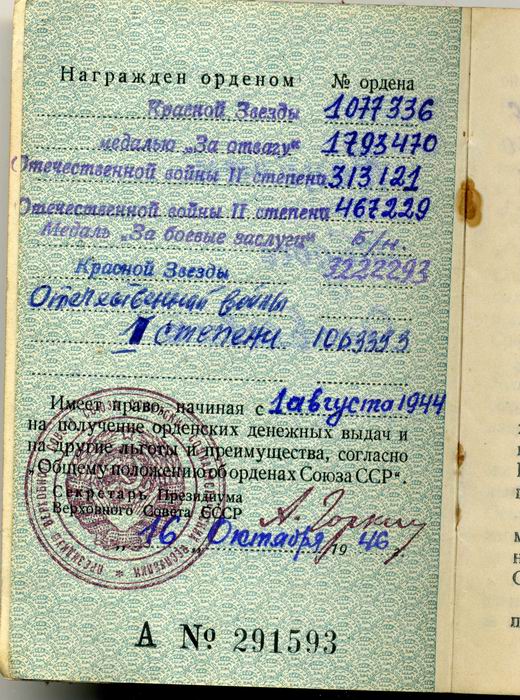 Награжден орденом № ордена
Красной Звезды 1077336
медалью „За отвагу“ 1793470
Отечественной войны II степени 313121
Отечественной войны II степени 467229
Медаль „За боевые заслуги“ б/н.
Красной Звезды 3222293
Отечественной войны
II степени 1063393
Имеет право, начиная с 1 августа 1944
на получение орденских денежных выдач и
на другие льготы и преимущества, согласно
„Общему положению об орденах Союза ССР“.
Секретарь Президиума
Верховного Совета СССР А. Горкин
„16“ Октября 1946
А № 291593